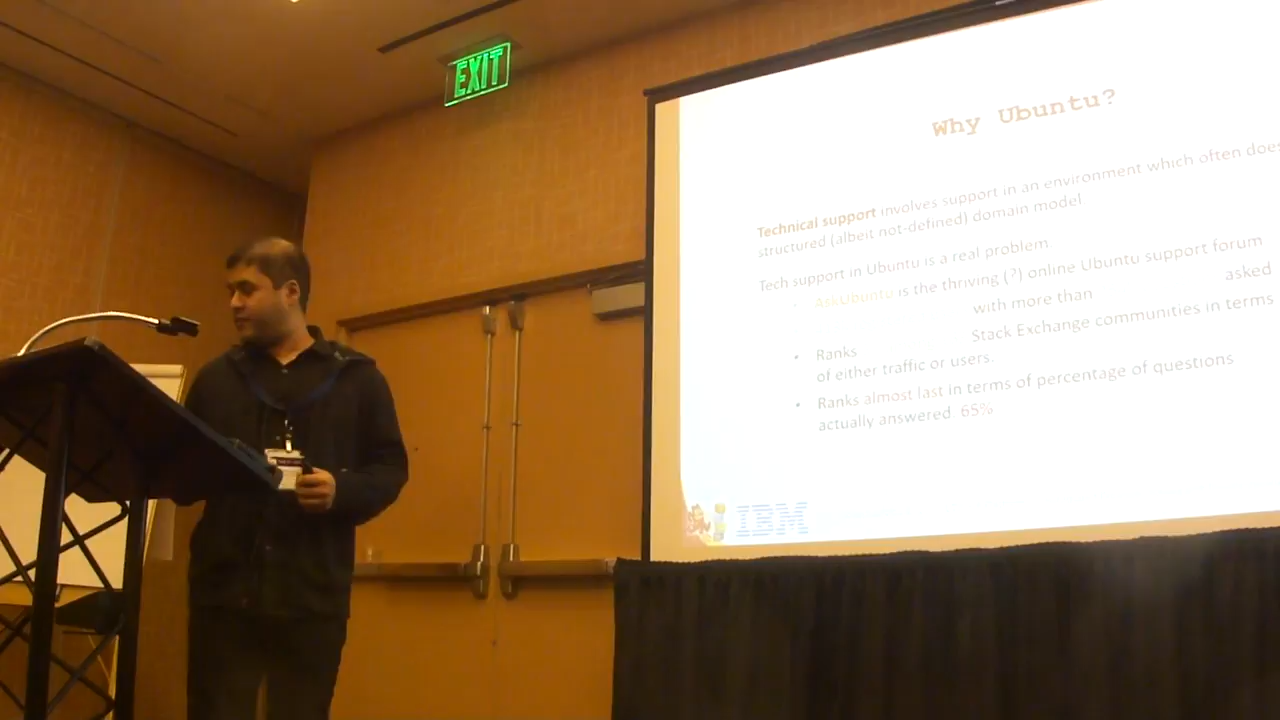 EXIT
Why Ubuntu?
Technical support involves support in an environment which often does
structured (albeit not-defined) domain model
Tech support in Ubuntu is a real problem.
AskUbuntu is the thriving (?) online Ubuntu support forum
with more than asked
Ranks Stack Exchange communities in terms
of either traffic or users.
Ranks almost last in terms of percentage of questions
actually answered 65%
IBM